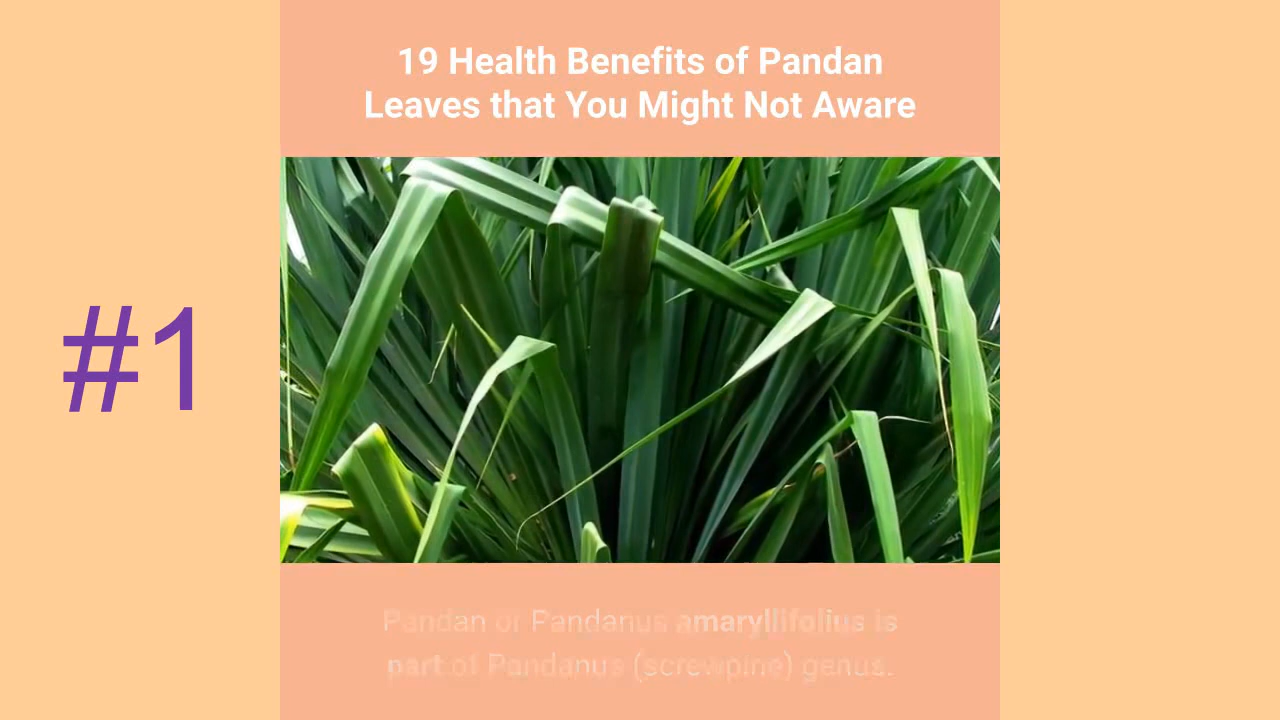 19 Health Benefits of Pandan
Leaves that You Might Not Aware
#1
Pandan or Pandanus amaryllifolius is
part of Pandanus (screwpine) genus.